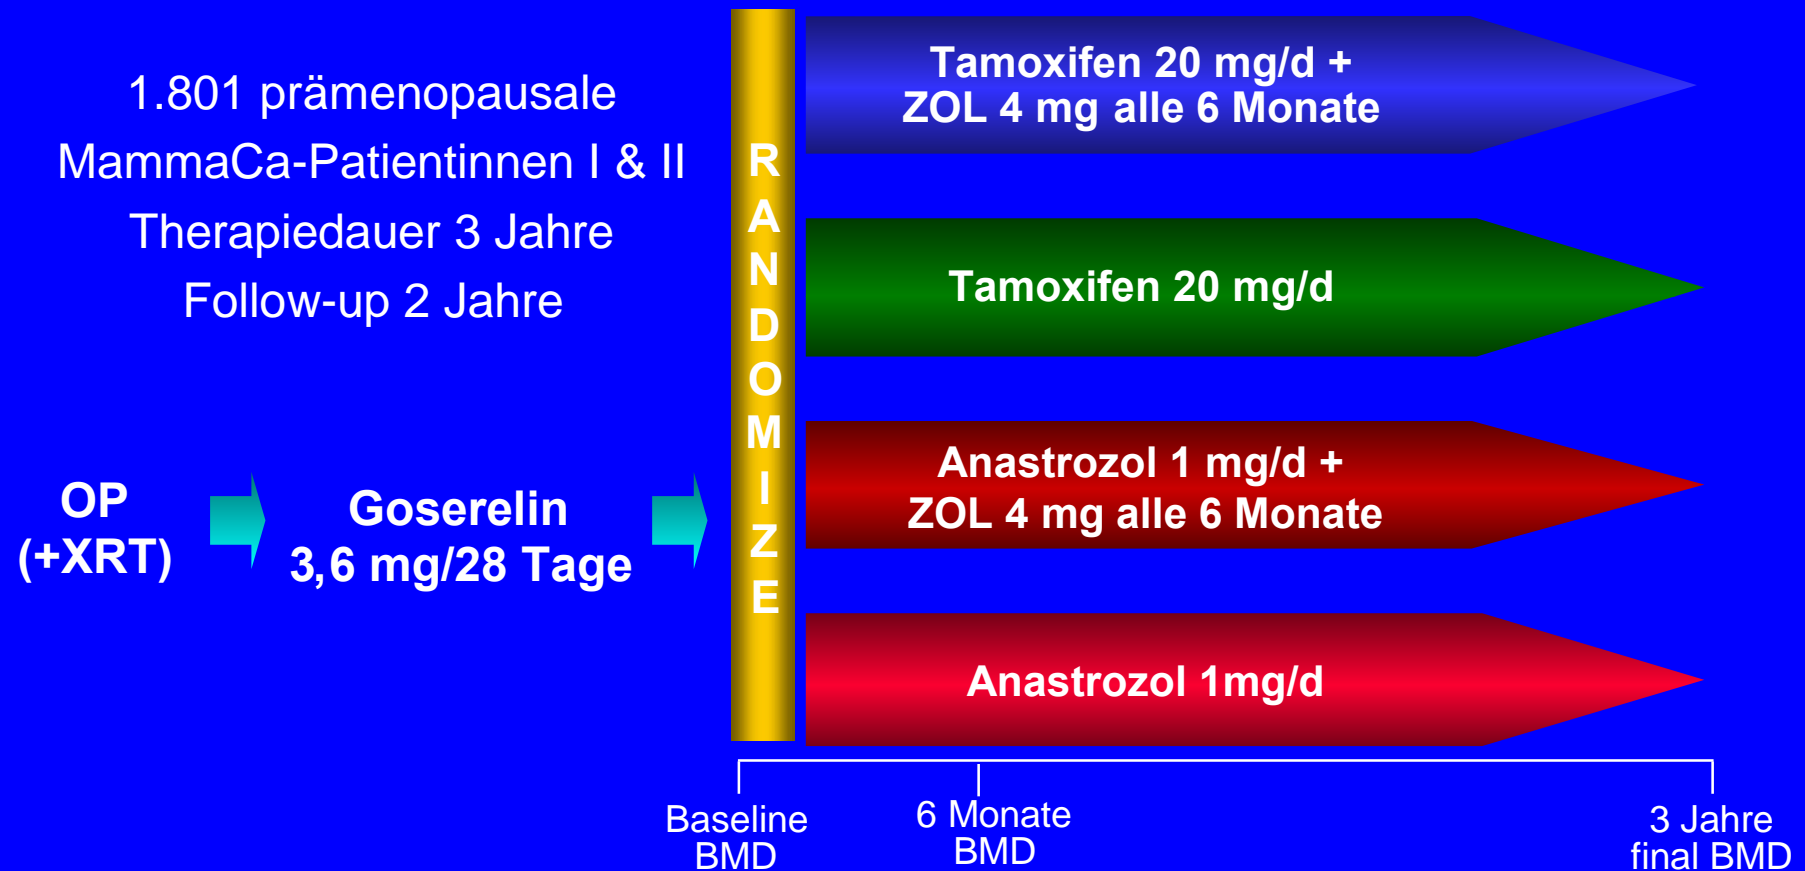 1.801 prämenopausale
MammaCa-Patientinnen I & II
Therapiedauer 3 Jahre
Follow-up 2 Jahre
OP
(+XRT)
Goserelin
3,6 mg/28 Tage
RANDOMIZE
Tamoxifen 20 mg/d +
ZOL 4 mg alle 6 Monate
Tamoxifen 20 mg/d
Anastrozol 1 mg/d +
ZOL 4 mg alle 6 Monate
Anastrozol 1mg/d
Baseline
BMD
6 Monate
BMD
3 Jahre
final BMD